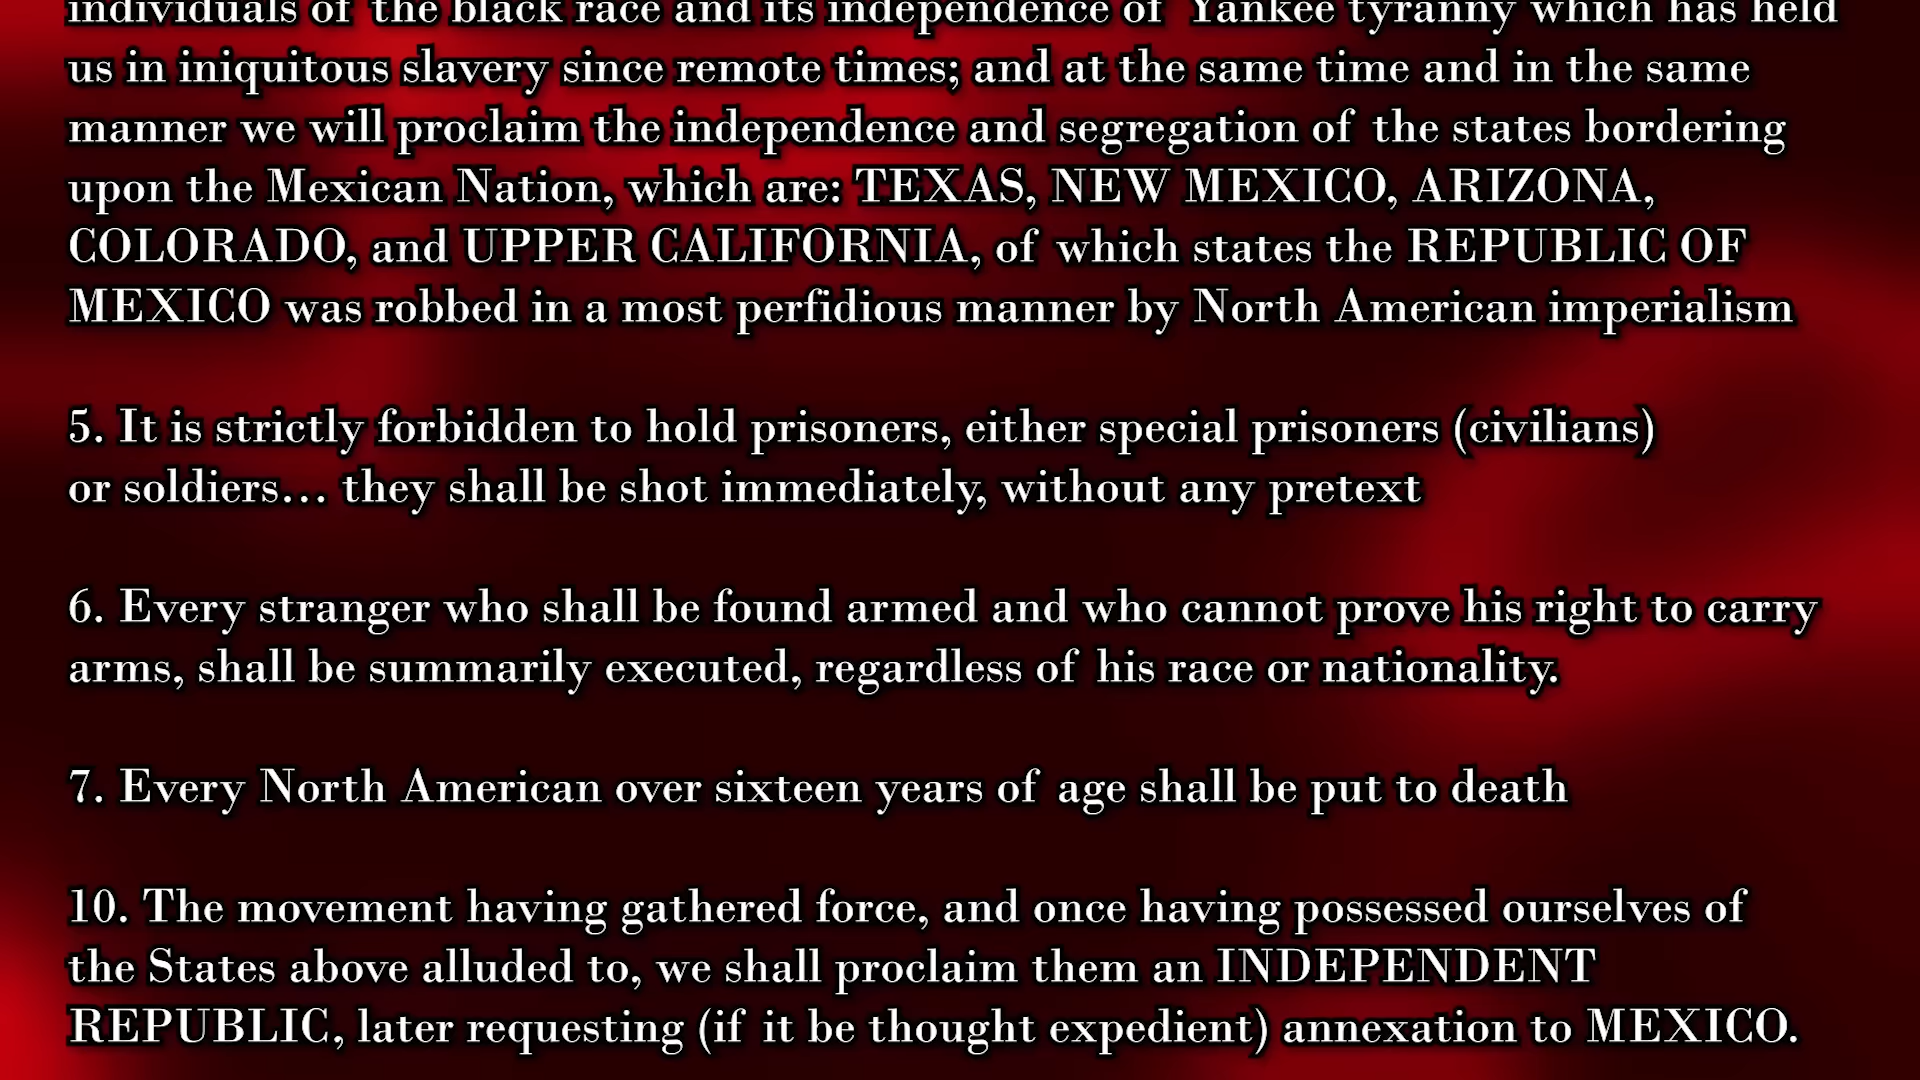 individuals of the black race and its independence of Yankee tyranny which has held
us in iniquitous slavery since remote times; and at the same time and in the same
manner we will proclaim the independence and segregation of the states bordering
upon the Mexican Nation, which are: TEXAS, NEW MEXICO, ARIZONA,
COLORADO, and UPPER CALIFORNIA, of which states the REPUBLIC OF
MEXICO was robbed in a most perfidious manner by North American imperialism
5. It is strictly forbidden to hold prisoners, either special prisoners (civilians)
or soldiers... they shall be shot immediately, without any pretext
6. Every stranger who shall be found armed and who cannot prove his right to carry
arms, shall be summarily executed, regardless of his race or nationality.
7. Every North American over sixteen years of age shall be put to death
10. The movement having gathered force, and once having possessed ourselves of
the States above alluded to, we shall proclaim them an INDEPENDENT
REPUBLIC, later requesting (if it be thought expedient) annexation to MEXICO.